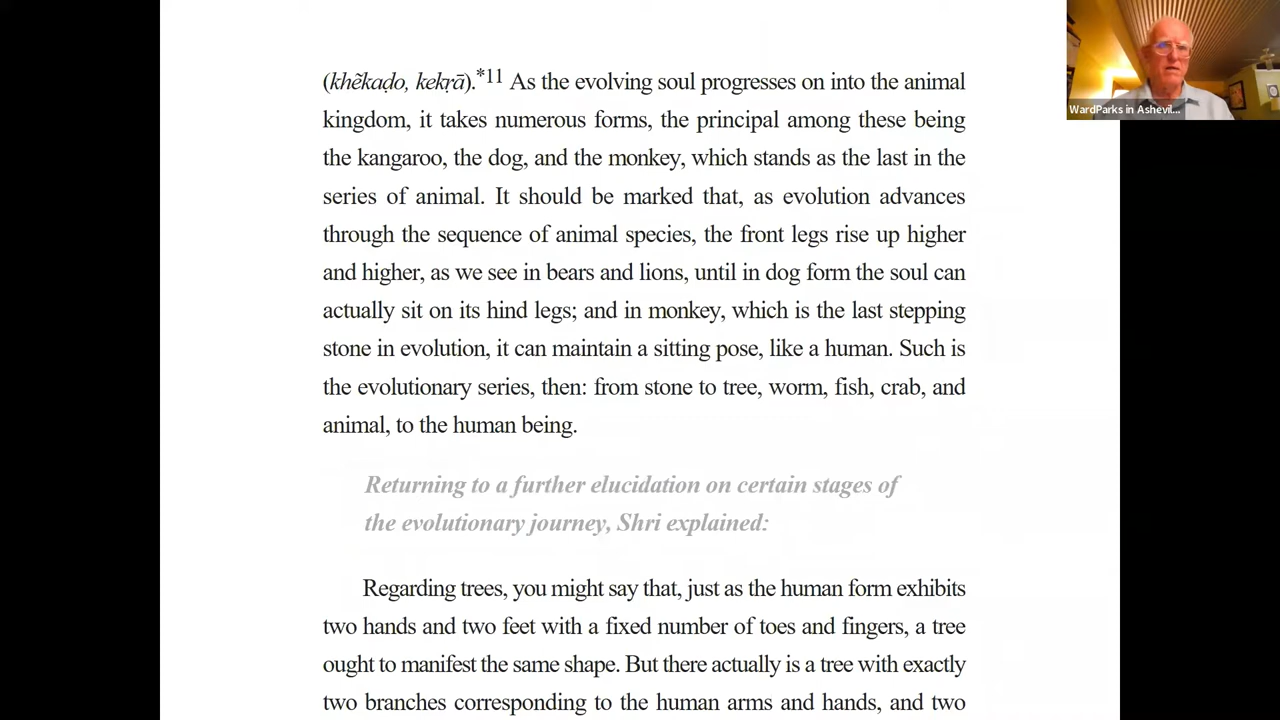 (khẽkaḍo, kekṛā).*11 As the evolving soul progresses on into the animal
kingdom, it takes numerous forms, the principal among these being
the kangaroo, the dog, and the monkey, which stands as the last in the
series of animal. It should be marked that, as evolution advances
through the sequence of animal species, the front legs rise up higher
and higher, as we see in bears and lions, until in dog form the soul can
actually sit on its hind legs; and in monkey, which is the last stepping
stone in evolution, it can maintain a sitting pose, like a human. Such is
the evolutionary series, then: from stone to tree, worm, fish, crab, and
animal, to the human being.
Returning to a further elucidation on certain stages of
the evolutionary journey, Shri explained:
Regarding trees, you might say that, just as the human form exhibits
two hands and two feet with a fixed number of toes and fingers, a tree
ought to manifest the same shape. But there actually is a tree with exactly
two branches corresponding to the human arms and hands, and two
WardParks in Ashevil...